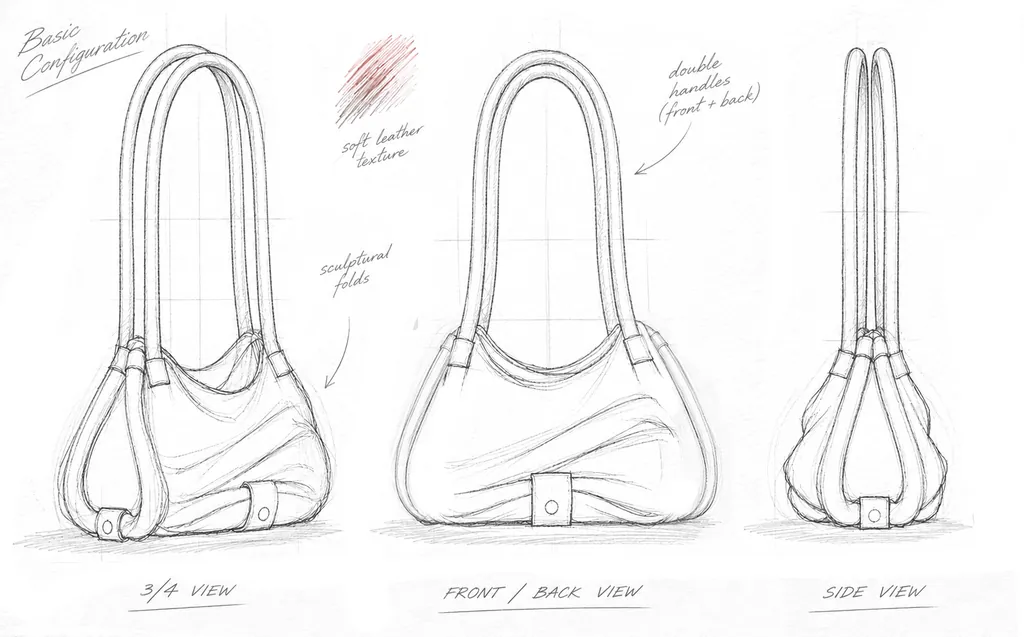 Basic
Configuration
soft leather
texture
double
handles
(front + back)
sculptural
folds
3/4 VIEW
FRONT / BACK VIEW
SIDE VIEW